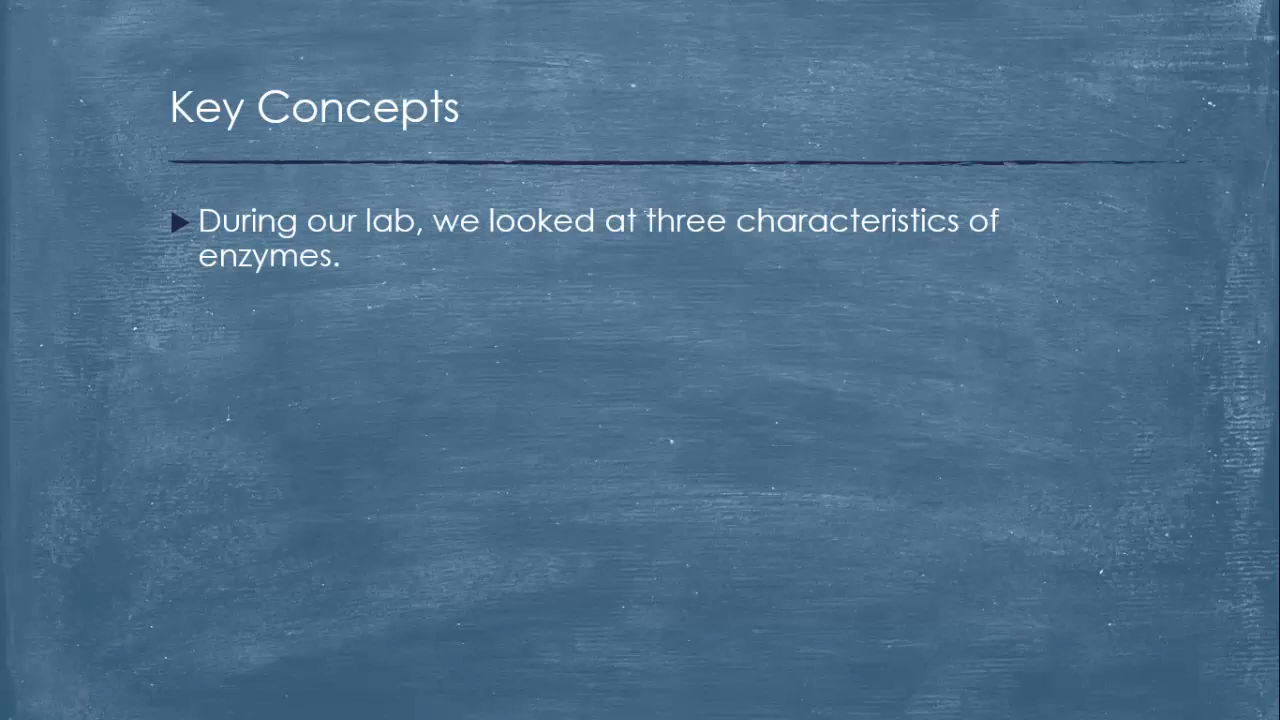 Key Concepts
During our lab, we looked at three characteristics of
enzymes.